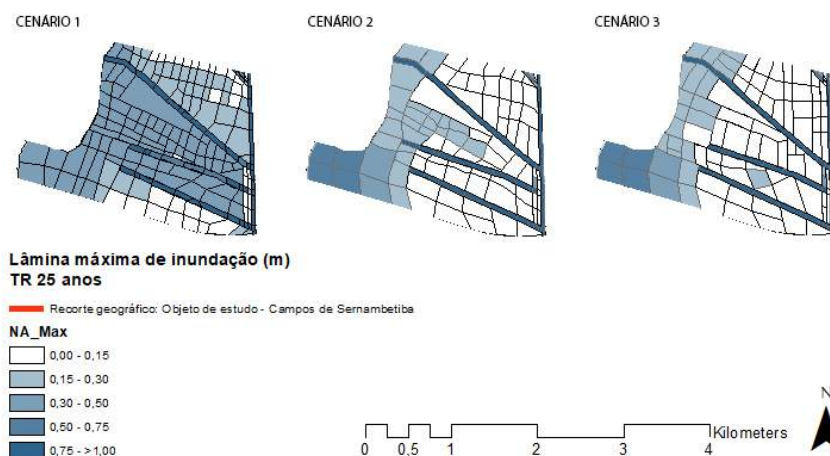 CENÁRIO 1
CENÁRIO 2
CENÁRIO 3
Lâmina máxima de inundação (m)
TR 25 anos
Recorte geográfico: Objeto de estudo - Campos de Sernambetiba
NA_Max
0,00 - 0,15
0,15 - 0,30
0,30 - 0,50
0,50 - 0,75
0,75 - >1,00
0 0,5 1 2 3 4 Kilometers
N